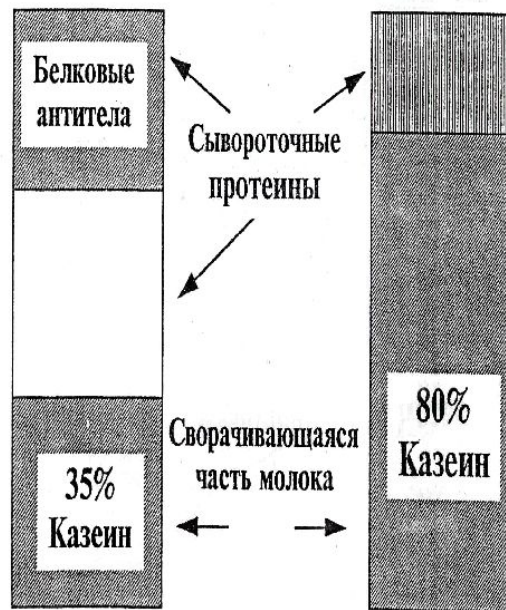 Белковые
антитела
Сывороточные
протеины
Сворачивающаяся
часть молока
35%
Казеин
80%
Казеин